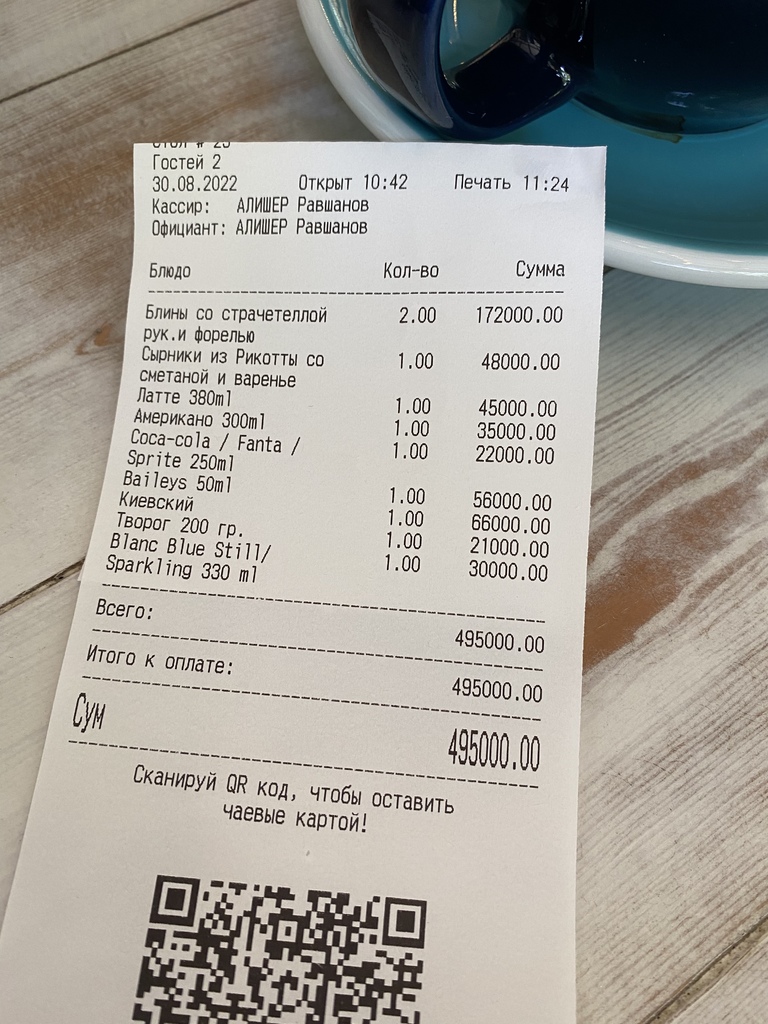 Стол # 23
Гостей 2
30.08.2022 Открыт 10:42 Печать 11:24
Кассир: АЛИШЕР Равшанов
Официант: АЛИШЕР Равшанов
Блюдо Кол-во Сумма
Блины со страчетеллой 2.00 172000.00
рук.и форелью
Сырники из Рикотты со 1.00 48000.00
сметаной и варенье
Латте 380ml 1.00 45000.00
Американо 300ml 1.00 35000.00
Coca-cola / Fanta / 1.00 22000.00
Sprite 250ml
Baileys 50ml 1.00 56000.00
Киевский 1.00 66000.00
Творог 200 гр. 1.00 21000.00
Blanc Blue Still/ 1.00 30000.00
Sparkling 330 ml
Всего: 495000.00
Итого к оплате: 495000.00
Сум 495000.00
Сканируй QR код, чтобы оставить
чаевые картой!